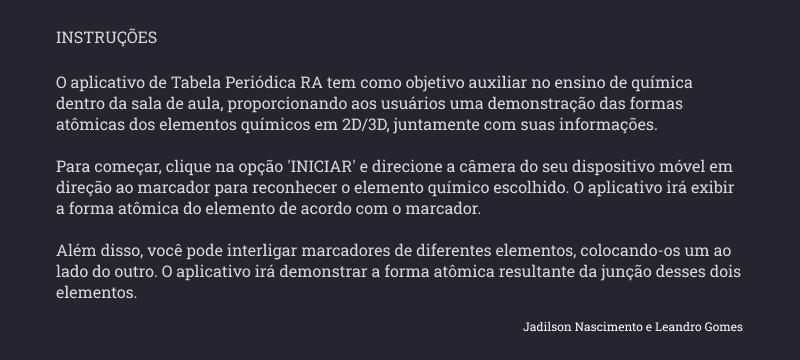 INSTRUÇÕES
O aplicativo de Tabela Periódica RA tem como objetivo auxiliar no ensino de química
dentro da sala de aula, proporcionando aos usuários uma demonstração das formas
atômicas dos elementos químicos em 2D/3D, juntamente com suas informações.
Para começar, clique na opção 'INICIAR' e direcione a câmera do seu dispositivo móvel em
direção ao marcador para reconhecer o elemento químico escolhido. O aplicativo irá exibir
a forma atômica do elemento de acordo com o marcador.
Além disso, você pode interligar marcadores de diferentes elementos, colocando-os um ao
lado do outro. O aplicativo irá demonstrar a forma atômica resultante da junção desses dois
elementos.
Jadilson Nascimento e Leandro Gomes